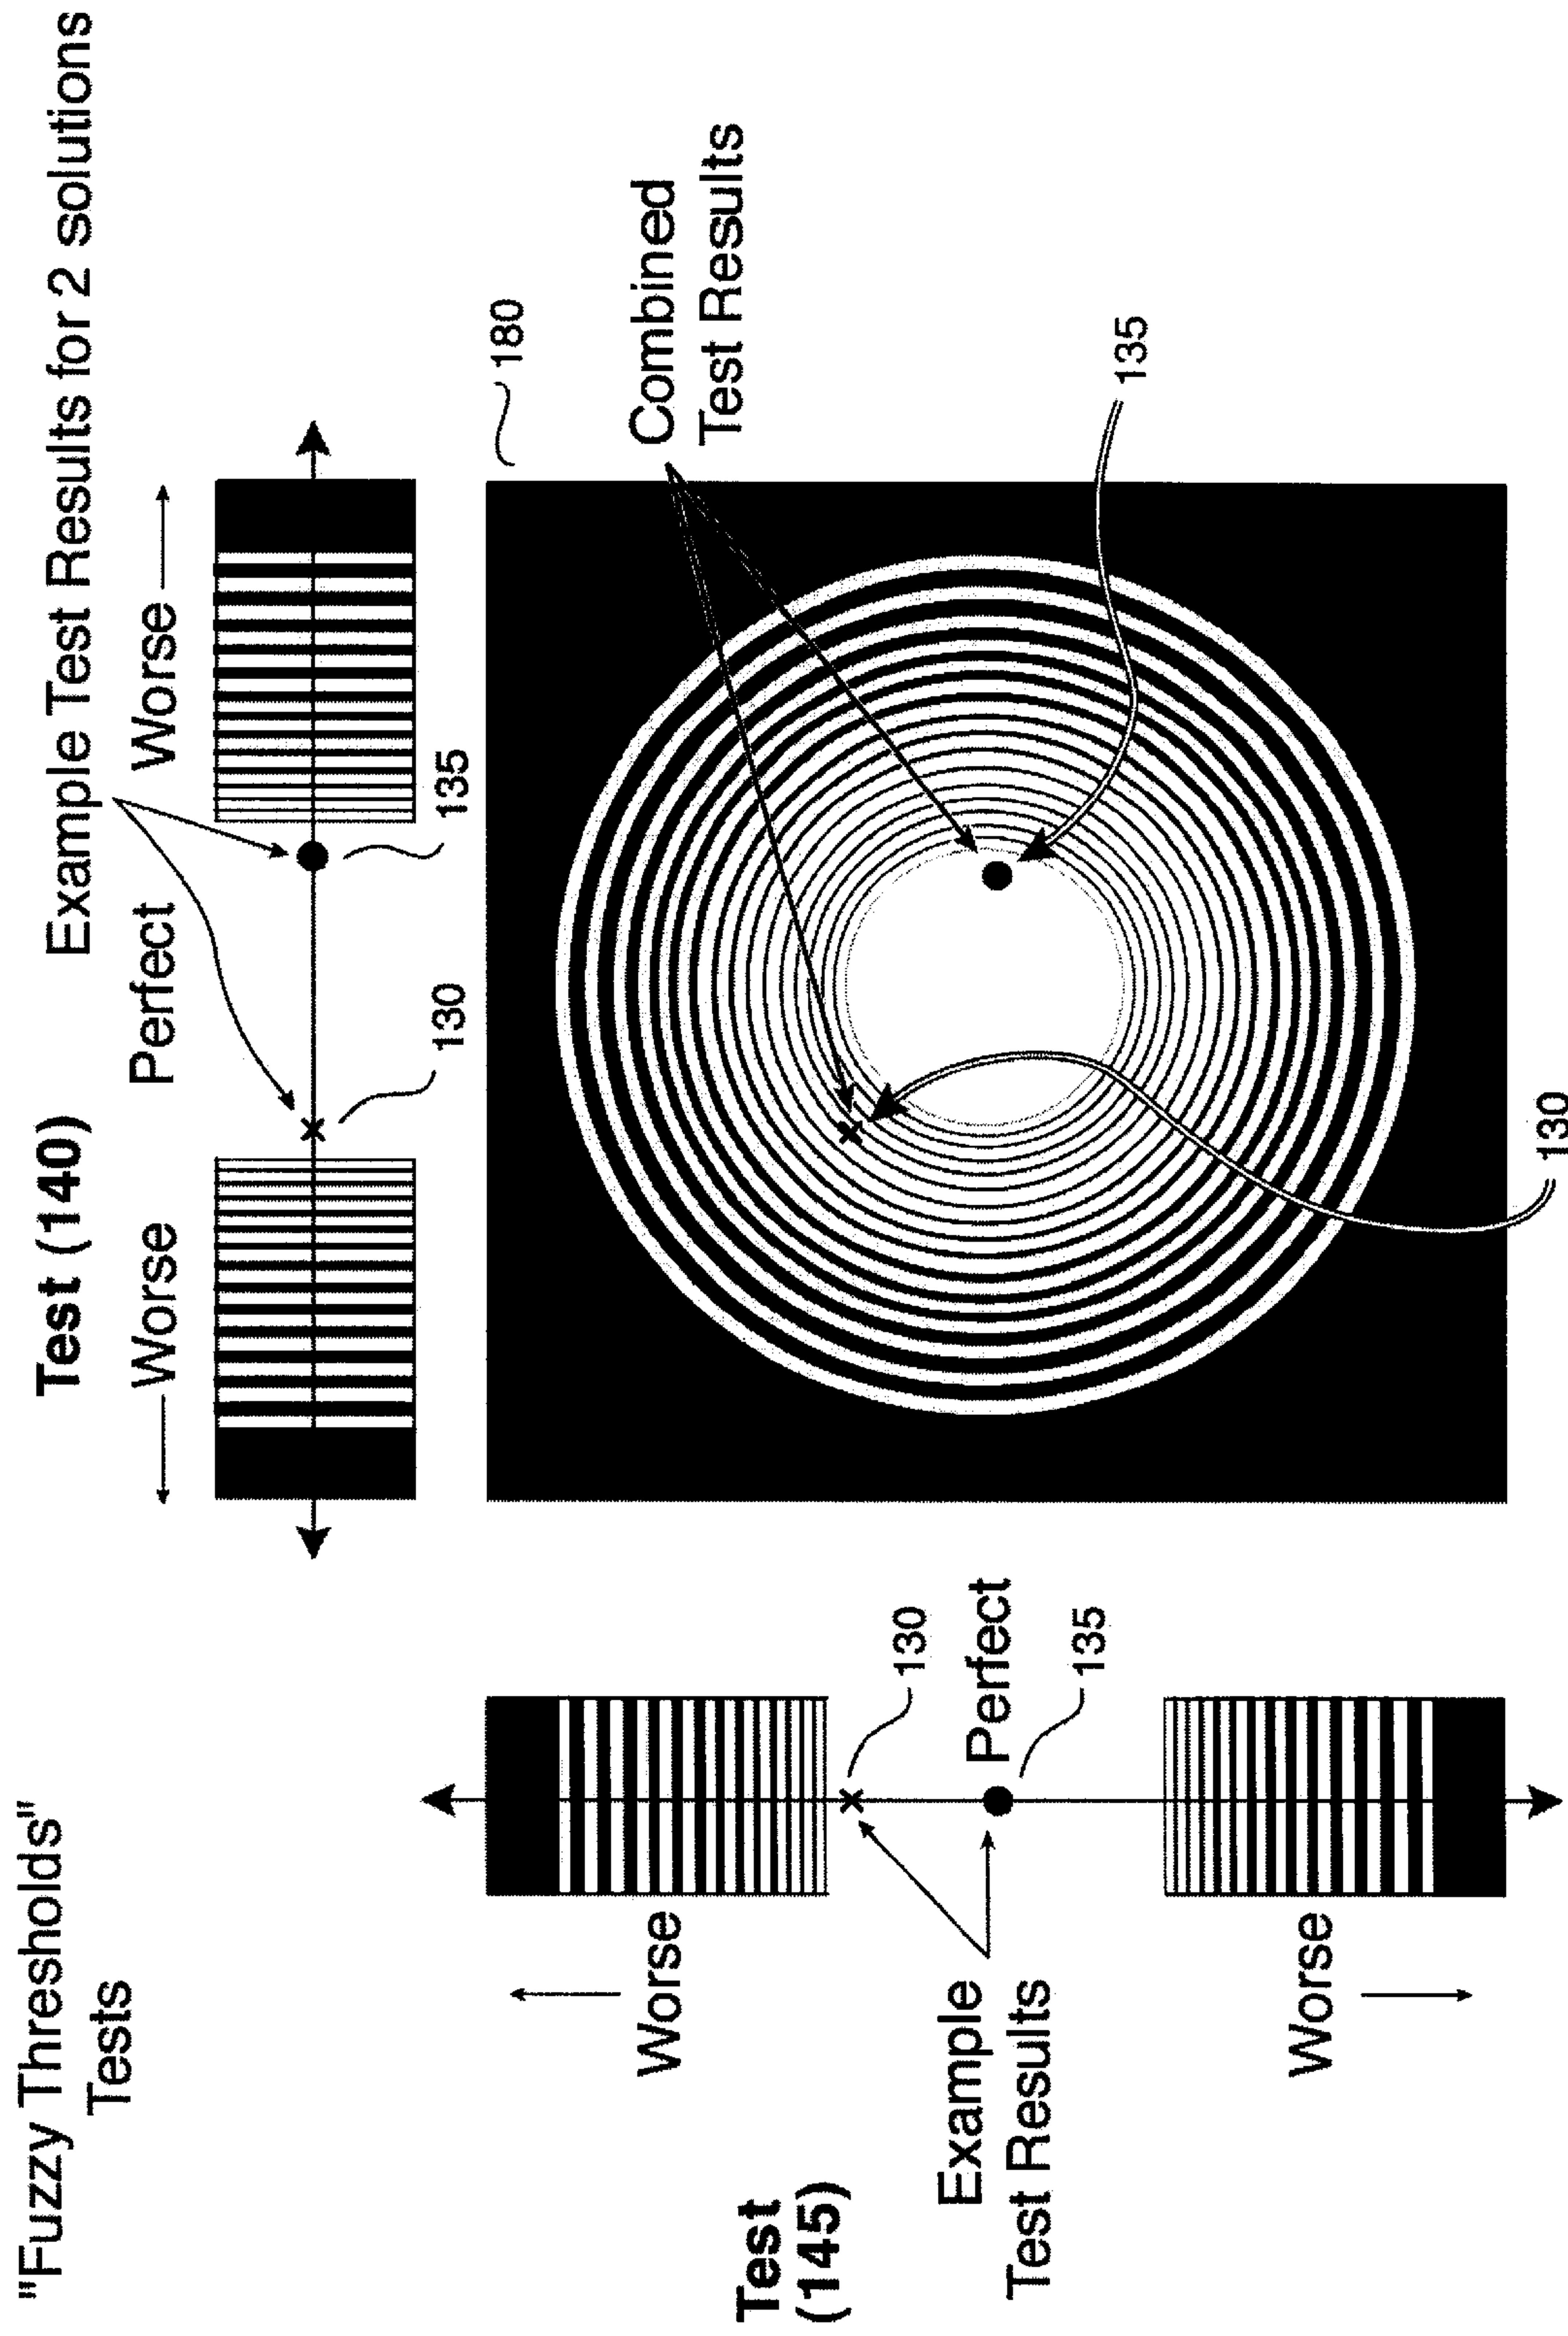 "Fuzzy Thresholds"
Tests
Test (140)
Example Test Results for 2 solutions
Worse
Perfect
Worse
130
135
180
Test
(145)
Worse
130
Example
Test Results
Perfect
135
Worse
Combined
Test Results
135
130